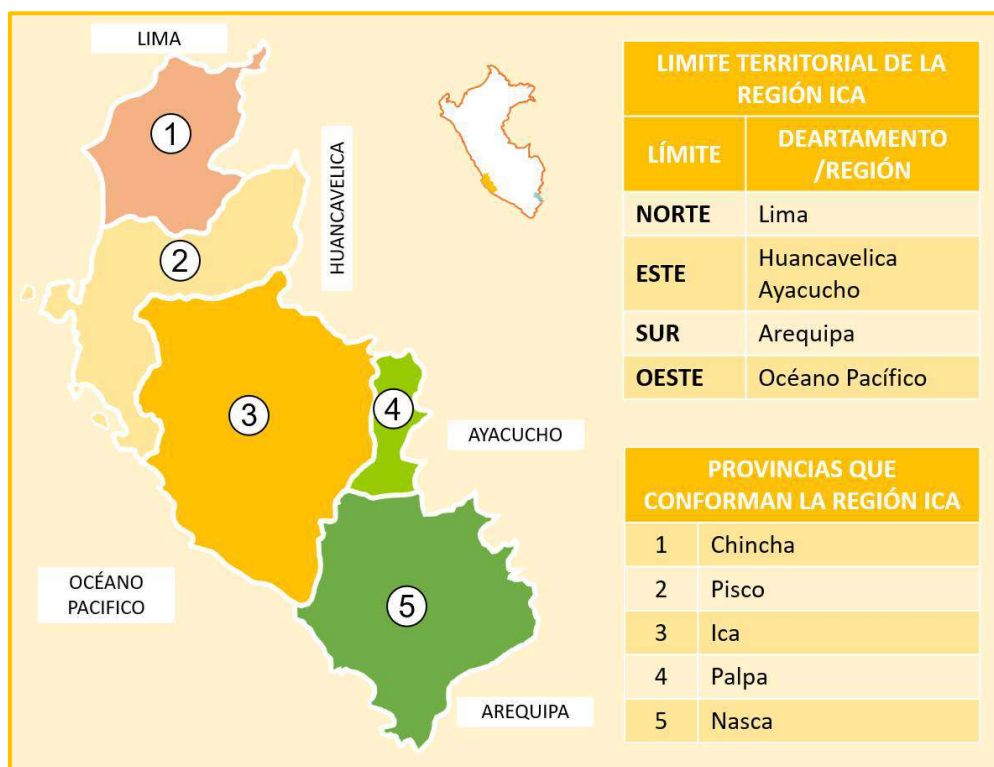 LIMA
1
HUANCAVELICA
2
3
4
AYACUCHO
OCÉANO
PACIFICO
5
AREQUIPA
LIMITE TERRITORIAL DE LA
REGIÓN ICA
LÍMITE
DEARTAMENTO
/REGIÓN
NORTE
Lima
ESTE
Huancavelica
Ayacucho
SUR
Arequipa
OESTE
Océano Pacífico
PROVINCIAS QUE
CONFORMAN LA REGIÓN ICA
1 Chincha
2 Pisco
3 Ica
4 Palpa
5 Nasca